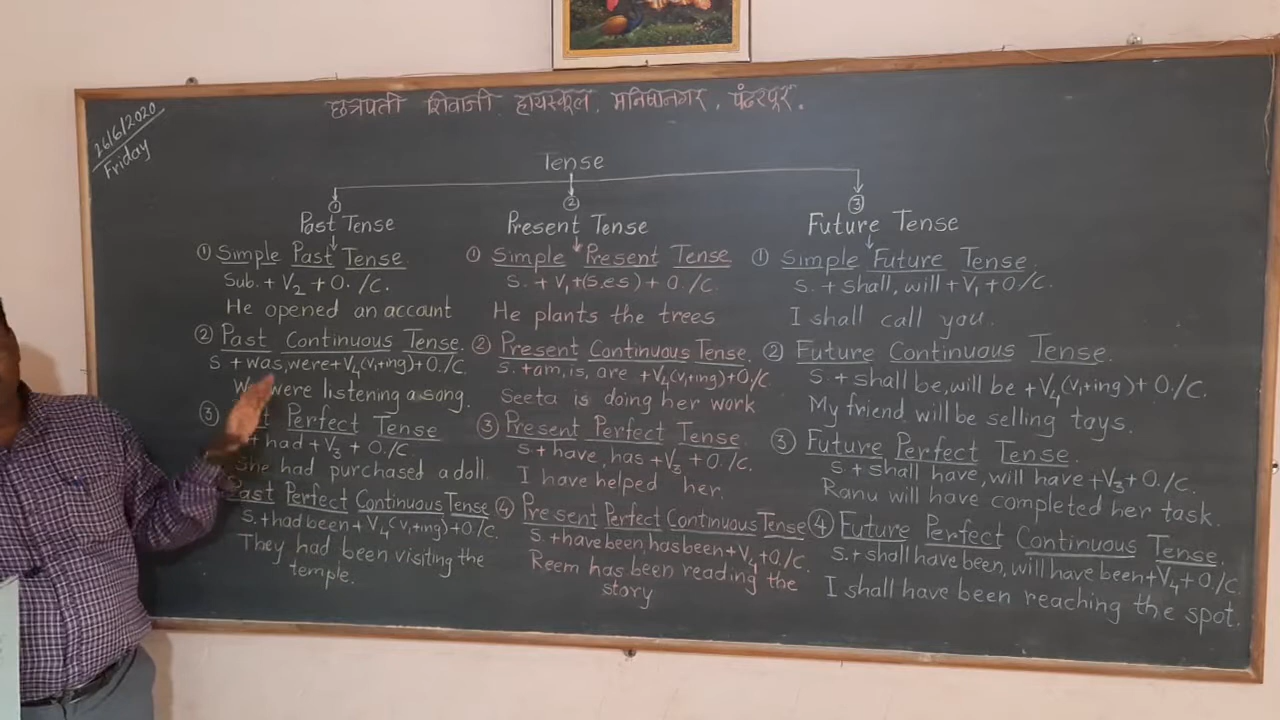 26/6/2020
Friday
छत्रपती शिवाजी हायस्कूल, मनिषानगर, पंढरपूर.
Tense
①
Past Tense
① Simple Past Tense
Sub. + V2 + O./C.
He opened an account
② Past Continuous Tense.
S. + was, were + V4 (V1+ing) + O./C.
We were listening a song.
③ Perfect Tense
+ had + V3 + O./C.
She had purchased a doll.
Past Perfect Continuous Tense
S. + had been + V4 (V1+ing) + O./C.
They had been visiting the
temple.
②
Present Tense
① Simple Present Tense
S. + V1 + (s.es) + O./C.
He plants the trees
② Present Continuous Tense.
S. + am, is, are + V4 (V1+ing) + O./C
Seeta is doing her work
③ Present Perfect Tense
S + have, has + V3 + O./C.
I have helped her.
④ Present Perfect Continuous Tense
S. + have been, has been + V4 + O./C.
Reem has been reading the
story
③
Future Tense
① Simple Future Tense
S. + shall, will + V1 + O/C.
I shall call you.
② Future Continuous Tense.
S. + shall be, will be + V4 (V1+ing) + O./C.
My friend will be selling toys.
③ Future Perfect Tense.
S + shall have, will have + V3 + O./C.
Ranu will have completed her task.
④ Future Perfect Continuous Tense
S. + shall have been, will have been + V4 + O./C.
I shall have been reaching the spot.